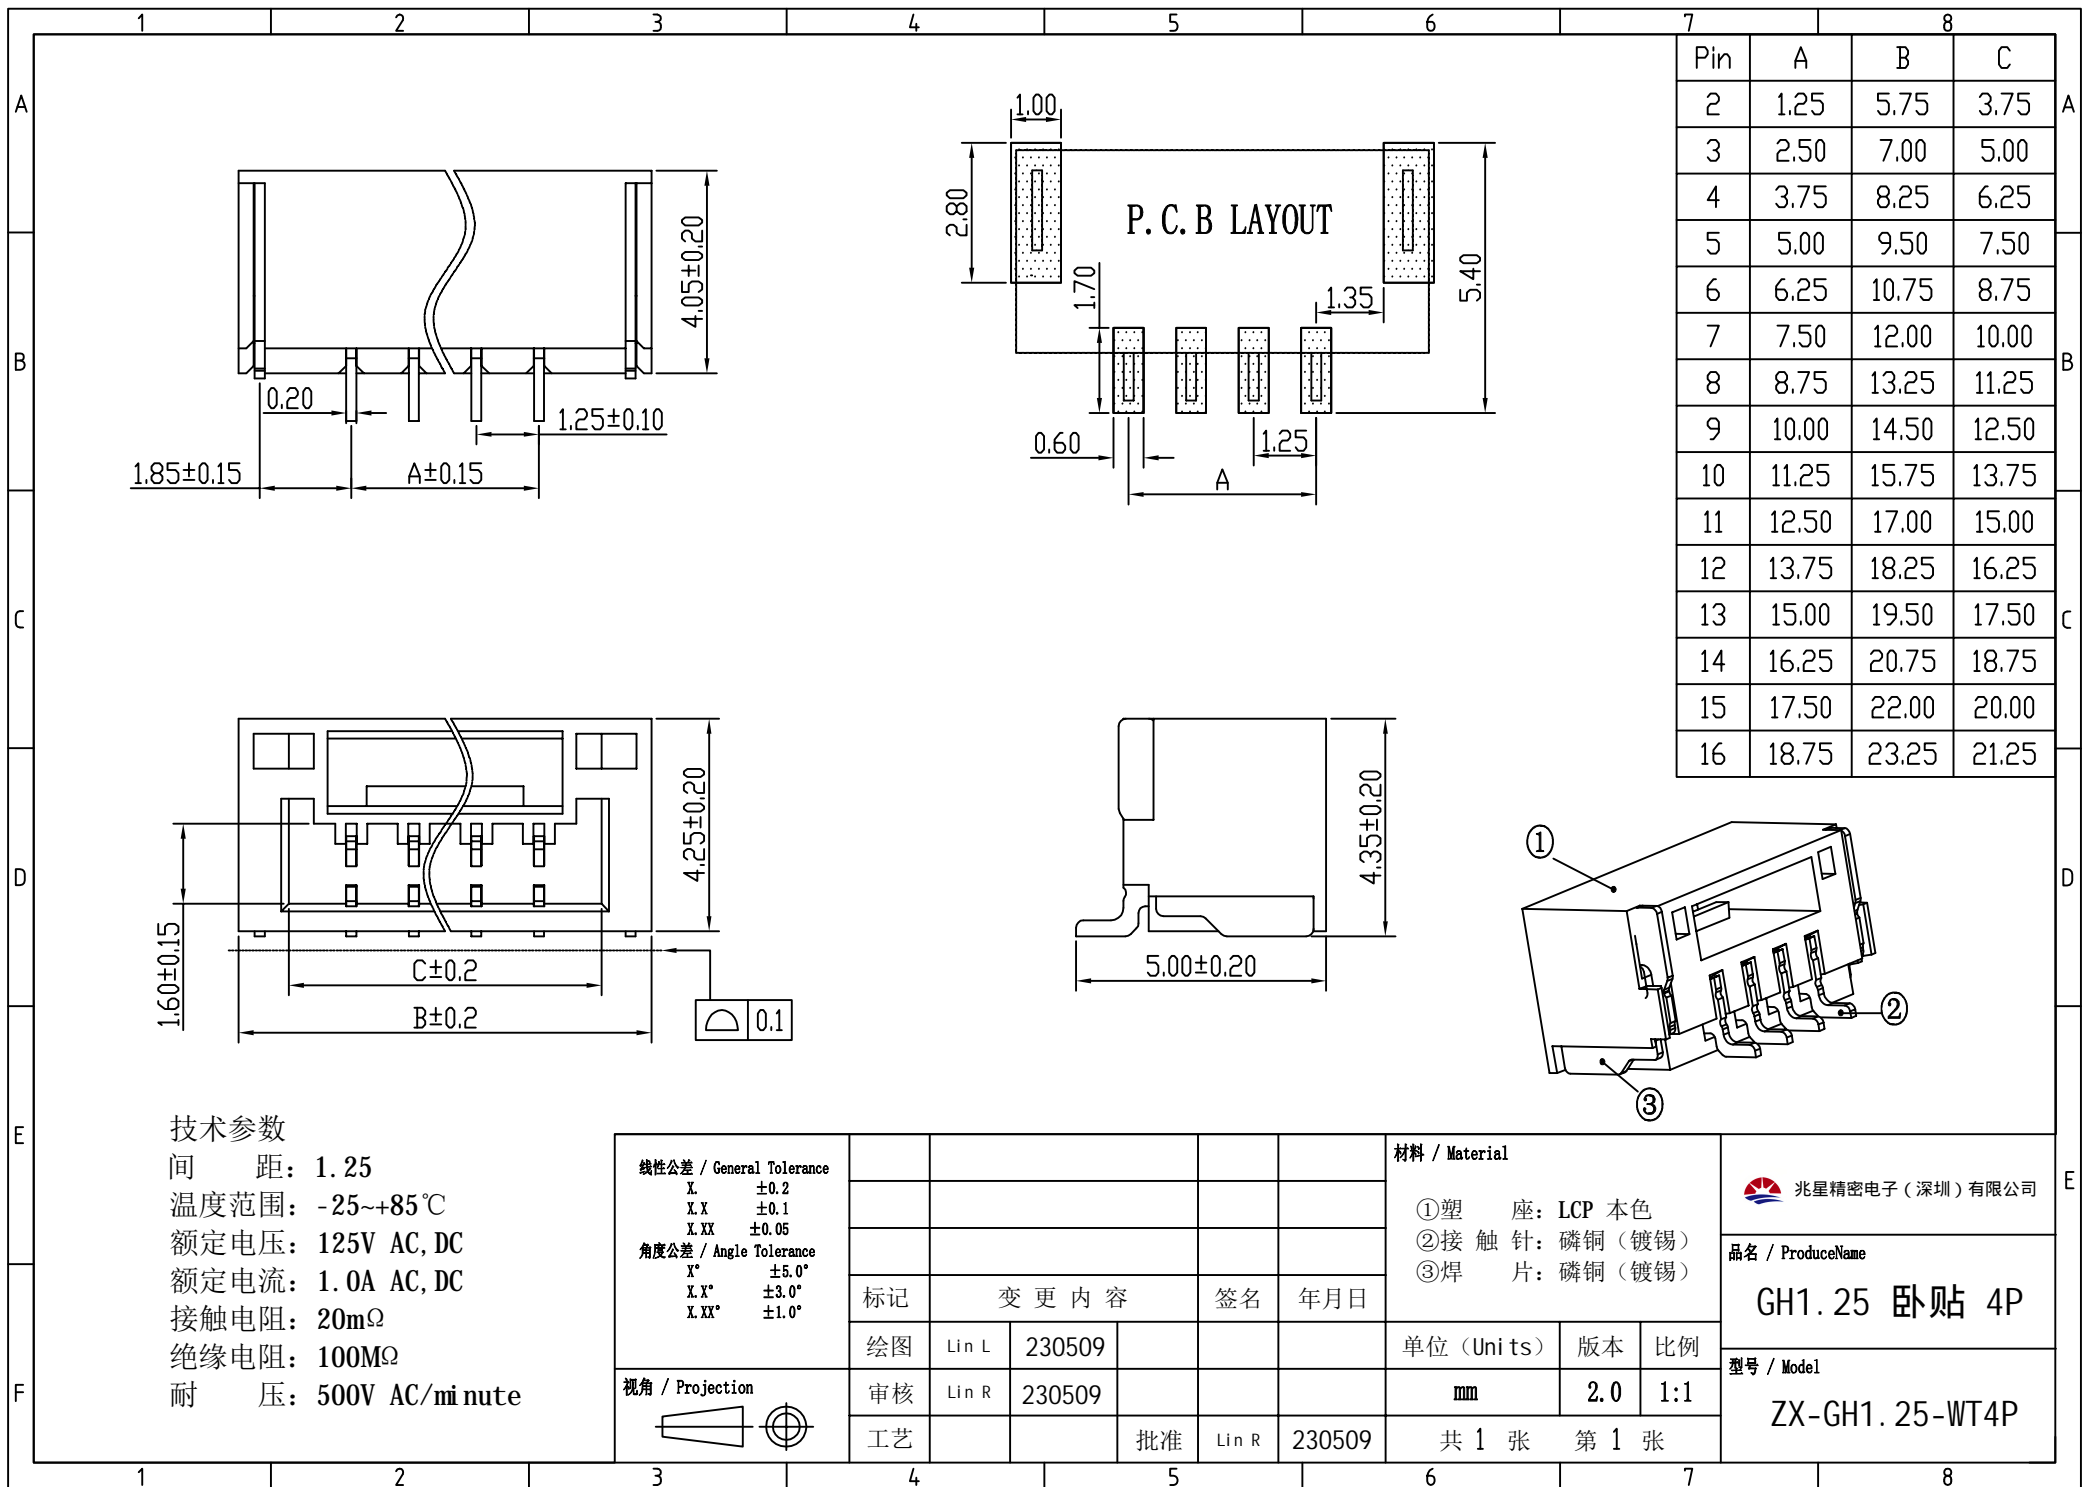 1 2 3 4 5 6 7 8
A
B
C
D
E
F
A
B
C
D
E
Pin A B C
2 1.25 5.75 3.75
3 2.50 7.00 5.00
4 3.75 8.25 6.25
5 5.00 9.50 7.50
6 6.25 10.75 8.75
7 7.50 12.00 10.00
8 8.75 13.25 11.25
9 10.00 14.50 12.50
10 11.25 15.75 13.75
11 12.50 17.00 15.00
12 13.75 18.25 16.25
13 15.00 19.50 17.50
14 16.25 20.75 18.75
15 17.50 22.00 20.00
16 18.75 23.25 21.25
4.05±0.20
0.20
1.25±0.10
1.85±0.15
A±0.15
1.00
2.80
P.C.B LAYOUT
1.70
1.35
5.40
0.60
1.25
A
4.25±0.20
1.60±0.15
C±0.2
B±0.2
0.1
4.35±0.20
5.00±0.20
①
②
③
技术参数
间 距：1.25
温度范围：-25~+85℃
额定电压：125V AC,DC
额定电流：1.0A AC,DC
接触电阻：20mΩ
绝缘电阻：100MΩ
耐 压：500V AC/minute
线性公差 / General Tolerance
X. ±0.2
X.X ±0.1
X.XX ±0.05
角度公差 / Angle Tolerance
X° ±5.0°
X.X° ±3.0°
X.XX° ±1.0°
视角 / Projection
标记 变更内容 签名 年月日
绘图 Lin L 230509
审核 Lin R 230509
工艺 批准 Lin R 230509
材料 / Material
①塑 座：LCP 本色
②接触针：磷铜（镀锡）
③焊 片：磷铜（镀锡）
单位（Units） 版本 比例
mm 2.0 1:1
共 1 张 第 1 张
兆星精密电子（深圳）有限公司
品名 / ProduceName
GH1.25 卧贴 4P
型号 / Model
ZX-GH1.25-WT4P
1 2 3 4 5 6 7 8